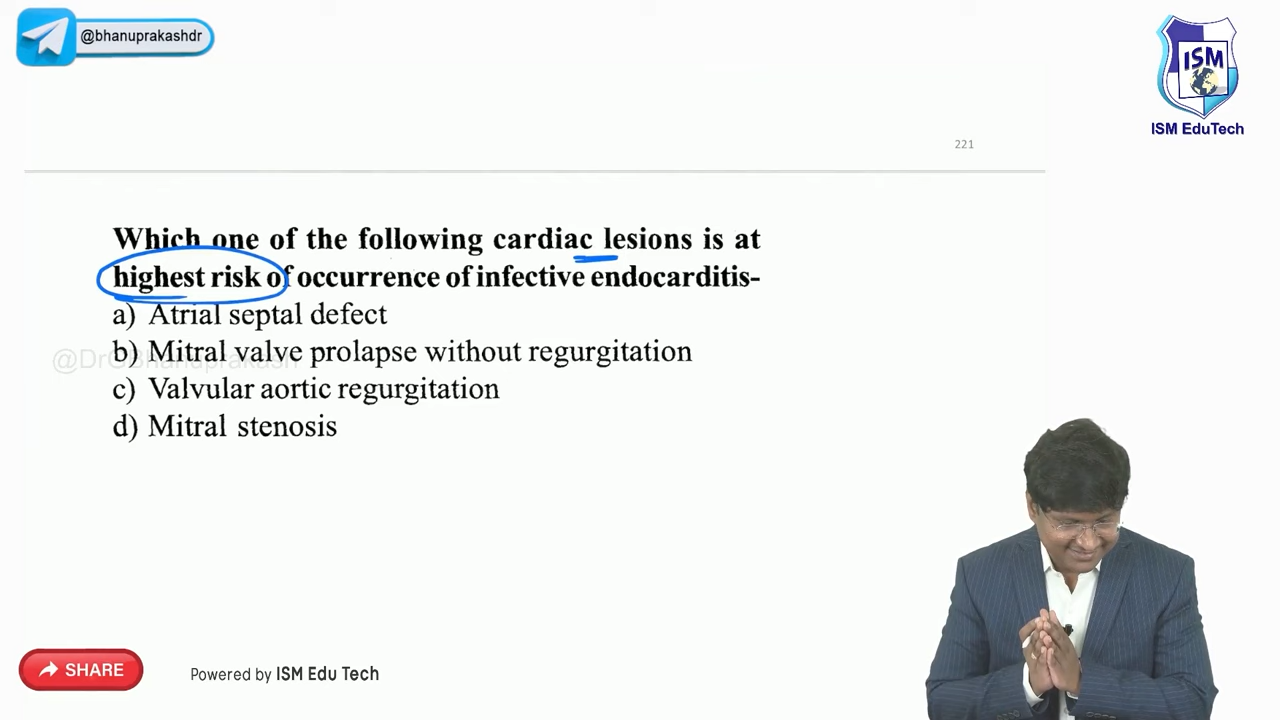 @bhanuprakashdr
ISM
ISM EduTech
221
Which one of the following cardiac lesions is at
highest risk of occurrence of infective endocarditis-
a) Atrial septal defect
b) Mitral valve prolapse without regurgitation
@DrGBhanuprakash
c) Valvular aortic regurgitation
d) Mitral stenosis
SHARE
Powered by ISM Edu Tech